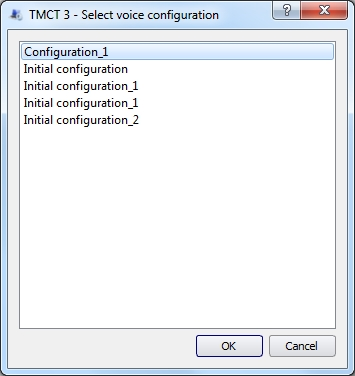 TMCT 3 - Select voice configuration
Configuration_1
Initial configuration
Initial configuration_1
Initial configuration_1
Initial configuration_2
OK Cancel